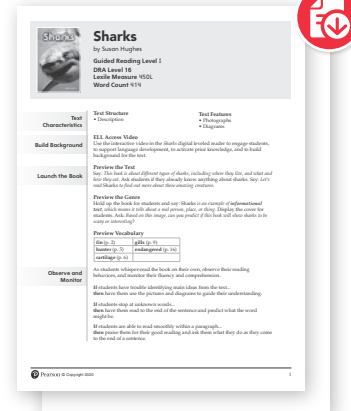 Sharks
Sharks
by Susan Hughes
Guided Reading Level I
DRA Level 16
Lexile Measure 450L
Word Count 414
Text
Characteristics
Text Structure
• Description
Text Features
• Photographs
• Diagrams
Build Background
ELL Access Video
Use the interactive video in the Sharks digital leveled reader to engage students,
to support language development, to activate prior knowledge, and to build
background for the text.
Launch the Book
Preview the Text
Say: This book is about different types of sharks, including where they live, and what and
how they eat. Ask students if they already know anything about sharks. Say: Let's
read Sharks to find out more about these amazing creatures.
Preview the Genre
Hold up the book for students and say: Sharks is an example of informational
text, which means it tells about a real person, place, or thing. Display the cover for
students. Ask: Based on this image, can you predict if this book will show sharks to be
scary or interesting?
Preview Vocabulary
fin (p. 2) gills (p. 9)
hunter (p. 5) endangered (p. 16)
cartilage (p. 6)
Observe and
Monitor
As students whisper-read the book on their own, observe their reading
behaviors, and monitor their fluency and comprehension.
If students have trouble identifying main ideas from the text...
then have them use the pictures and diagrams to guide their understanding.
If students stop at unknown words...
then have them read to the end of the sentence and predict what the word
might be.
If students are able to read smoothly within a paragraph...
then praise them for their good reading and ask them what they do as they come
to the end of a sentence.
Pearson © Copyright 2020
1